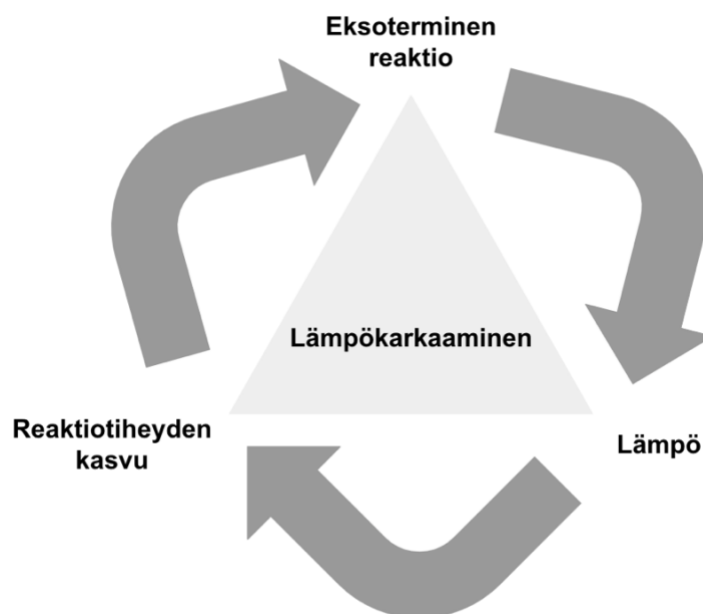 Eksoterminen
reaktio
Lämpökarkaaminen
Reaktiotiheyden
kasvu
Lämpö